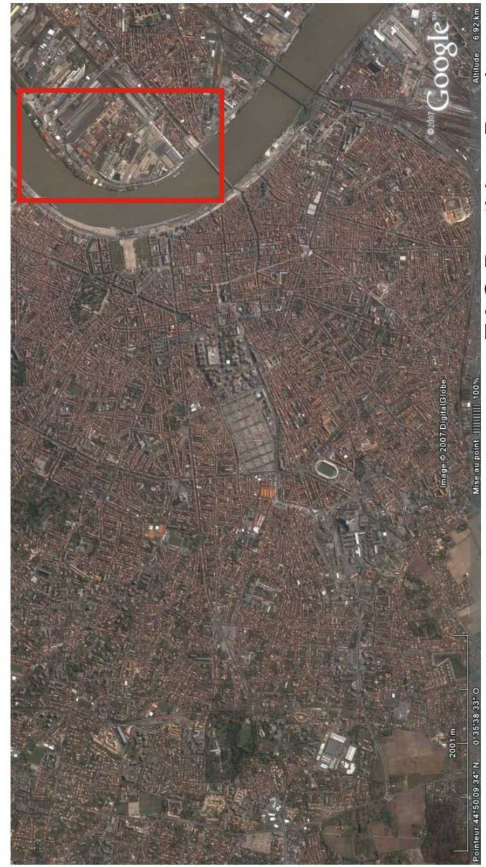 ©2007
Google™
Image © 2007 DigitalGlobe
2001 m
Pointeur 44°50'09.34" N 0°35'38.33" O Mise au point |||||||||| 100% Altitude 6.92 km